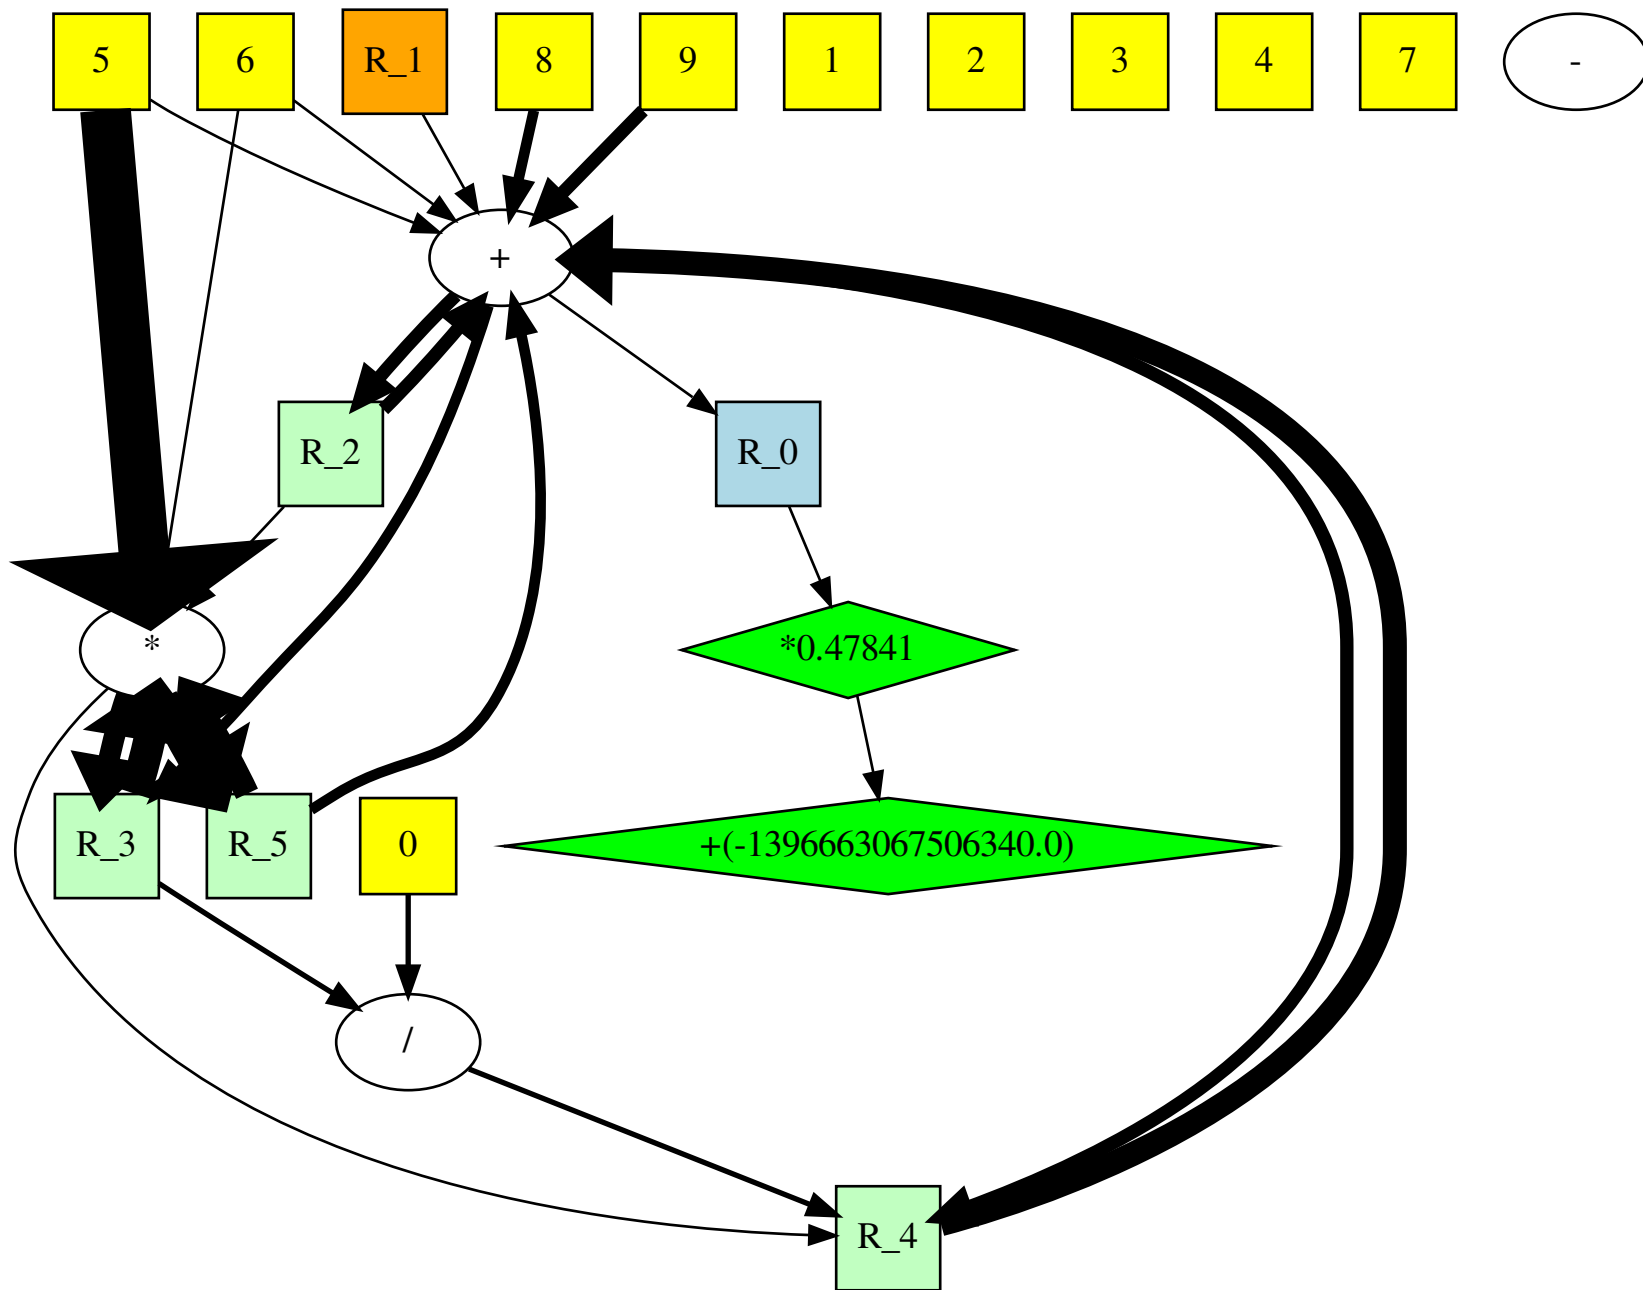 5 6 R_1 8 9 1 2 3 4 7 -
+
R_2 R_0
* *0.47841
R_3 R_5 0 +(-1396663067506340.0)
/
R_4